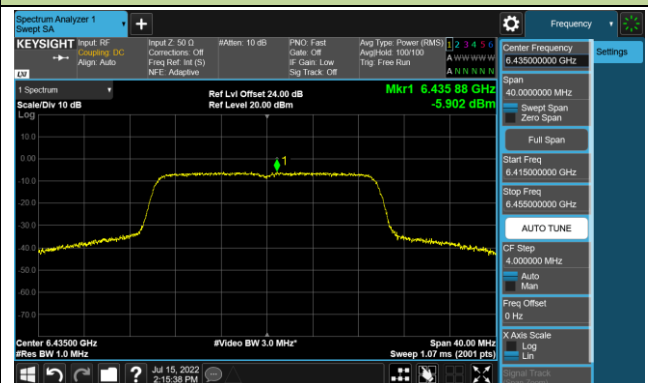 Spectrum Analyzer 1
Swept SA
Frequency
KEYSIGHT
Input: RF
Coupling: DC
Align: Auto
Input Z: 50 Ω
Corrections: Off
Freq Ref: Int (S)
NFE: Adaptive
#Atten: 10 dB
PNO: Fast
Gate: Off
IF Gain: Low
Sig Track: Off
Avg Type: Power (RMS)
Avg|Hold: 100/100
Trig: Free Run
1 2 3 4 5 6
A W W W W W
A N N N N N
LXI
1 Spectrum
Scale/Div 10 dB
Log
Ref Lvl Offset 24.00 dB
Ref Level 20.00 dBm
Mkr1 6.435 88 GHz
-5.902 dBm
1
10.0
0.00
-10.0
-20.0
-30.0
-40.0
-50.0
-60.0
-70.0
Center 6.43500 GHz
#Res BW 1.0 MHz
#Video BW 3.0 MHz*
Span 40.00 MHz
Sweep 1.07 ms (2001 pts)
Jul 15, 2022
2:15:38 PM
Center Frequency
6.435000000 GHz
Settings
Span
40.0000000 MHz
Swept Span
Zero Span
Full Span
Start Freq
6.415000000 GHz
Stop Freq
6.455000000 GHz
AUTO TUNE
CF Step
4.000000 MHz
Auto
Man
Freq Offset
0 Hz
X Axis Scale
Log
Lin
Signal Track